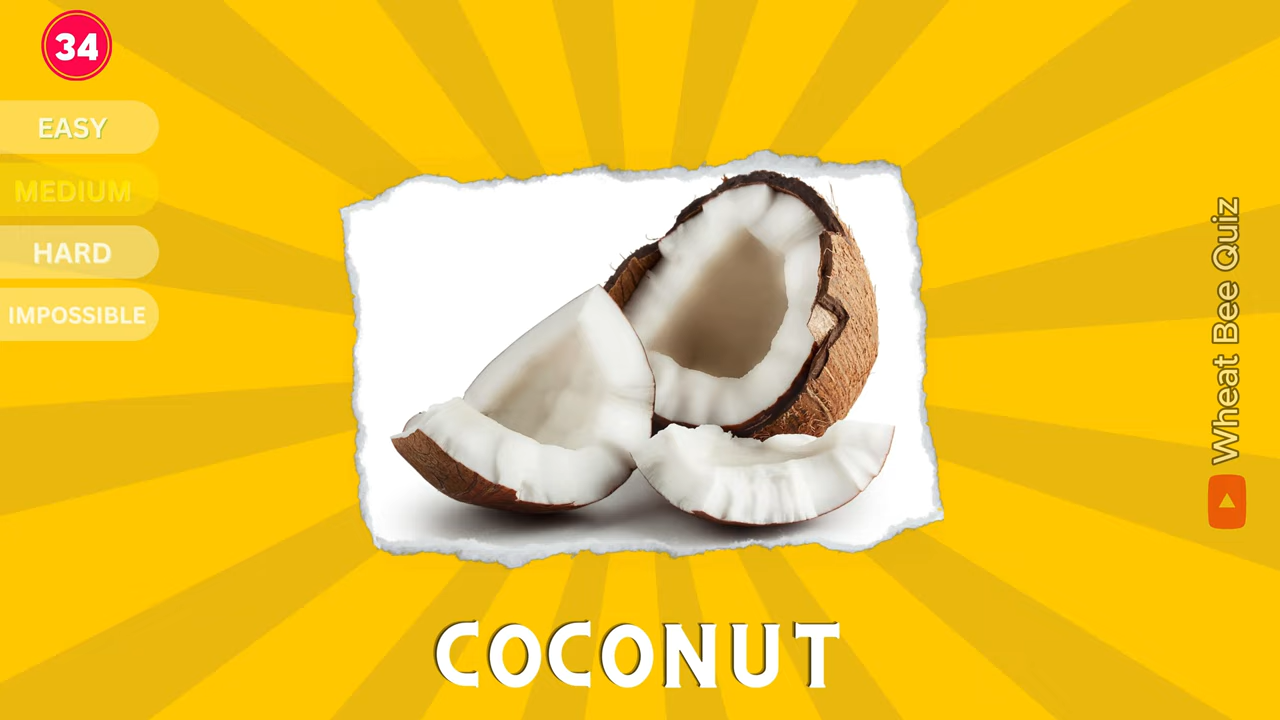 34
EASY
MEDIUM
HARD
IMPOSSIBLE
Wheat Bee Quiz
COCONUT